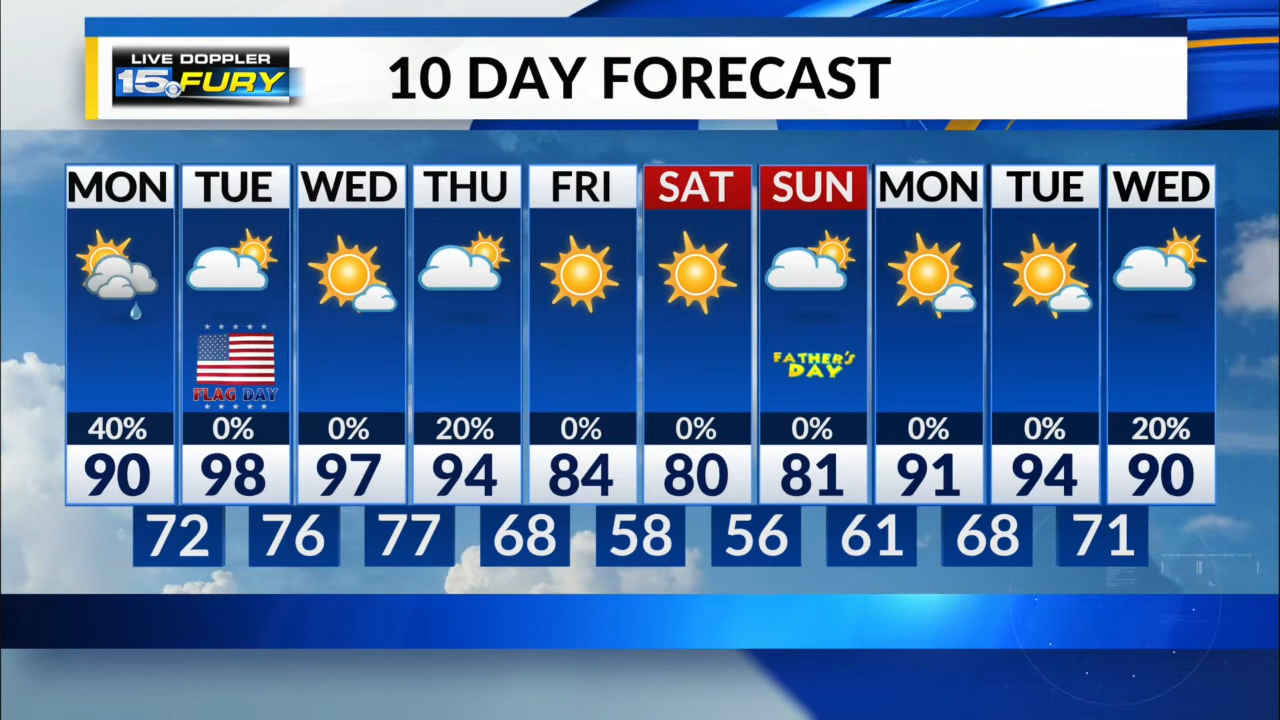 LIVE DOPPLER
15 FURY
10 DAY FORECAST
MON TUE WED THU FRI SAT SUN MON TUE WED
FLAG DAY
FATHER'S
DAY
40% 0% 0% 20% 0% 0% 0% 0% 0% 20%
90 98 97 94 84 80 81 91 94 90
72 76 77 68 58 56 61 68 71